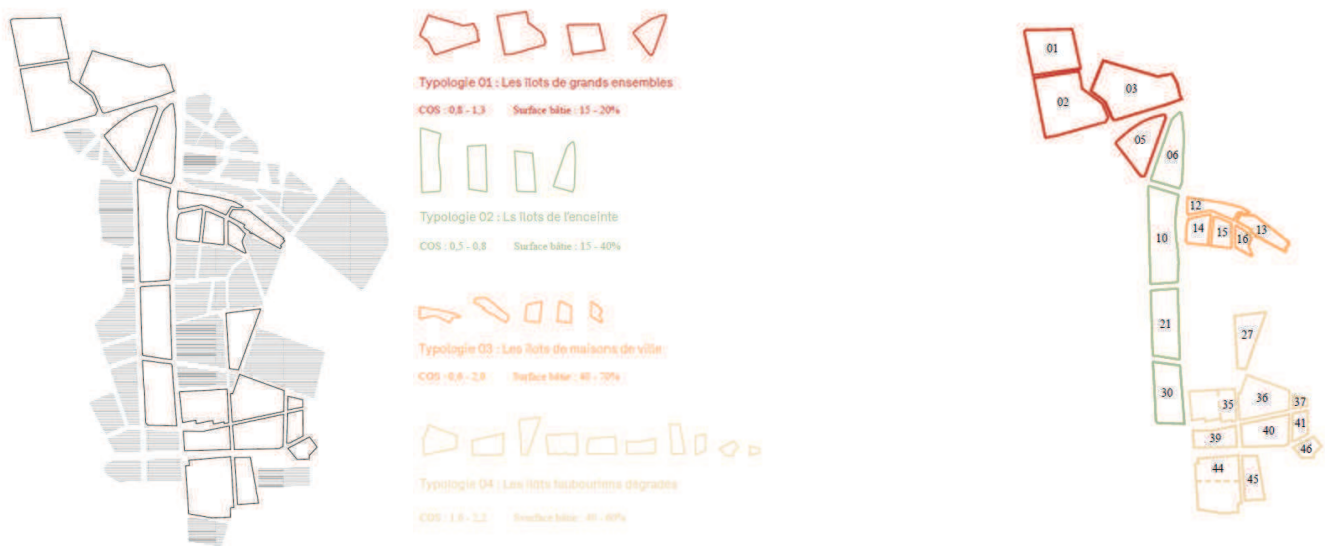 Typologie 01 : Les îlots de grands ensembles
COS : 0,8 - 1,3 Surface bâtie : 15 - 20%
Typologie 02 : Ls îlots de l'enceinte
COS : 0,5 - 0,8 Surface bâtie : 15 - 40%
Typologie 03 : Les îlots de maisons de ville
COS : 0,6 - 2,0 Surface bâtie : 40 - 70%
Typologie 04 : Les îlots faubouriens dégradés
Surface bâtie : 40 - 60%
01
02
03
05
06
12
14
15
16
13
10
21
27
30
35
36
37
39
40
41
46
44
45